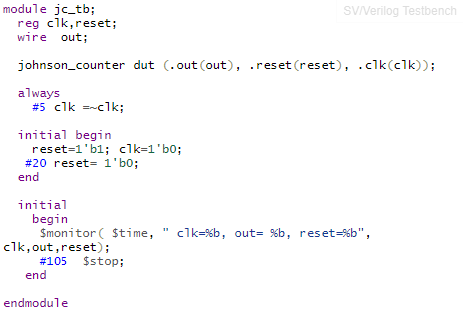 SV/Verilog Testbench
module jc_tb;
  reg clk,reset;
  wire  out;
  johnson_counter dut (.out(out), .reset(reset), .clk(clk));
  always
    #5 clk =~clk;
  initial begin
    reset=1'b1; clk=1'b0;
   #20 reset= 1'b0;
  end
  initial
    begin
     $monitor( $time, " clk=%b, out= %b, reset=%b",
clk,out,reset);
     #105  $stop;
   end
endmodule